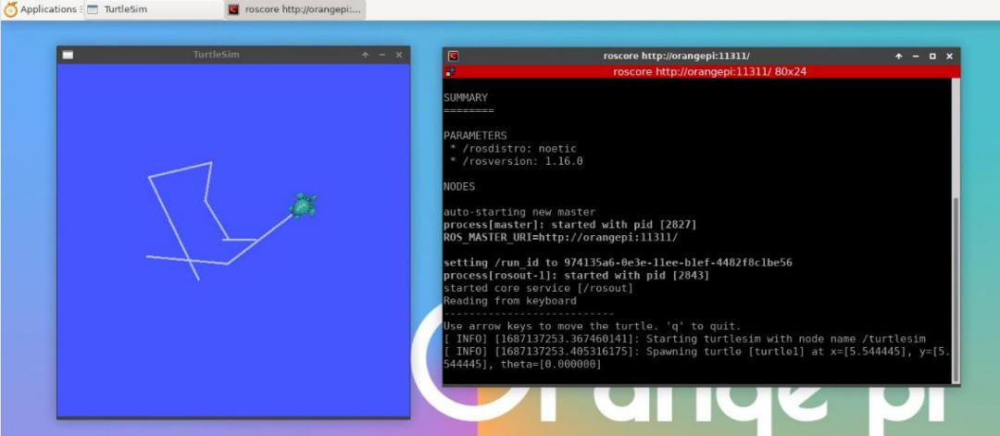 Applications
TurtleSim
roscore http://orangepi:...
TurtleSim
roscore http://orangepi:11311/
roscore http://orangepi:11311/ 80x24
SUMMARY
========
PARAMETERS
* /rosdistro: noetic
* /rosversion: 1.16.0
NODES
auto-starting new master
process[master]: started with pid [2827]
ROS_MASTER_URI=http://orangepi:11311/
setting /run_id to 974135a6-0e3e-11ee-b1ef-4482f8c1be56
process[rosout-1]: started with pid [2843]
started core service [/rosout]
Reading from keyboard
---------------------------
Use arrow keys to move the turtle. 'q' to quit.
[ INFO] [1687137253.367460141]: Starting turtlesim with node name /turtlesim
[ INFO] [1687137253.405316175]: Spawning turtle [turtle1] at x=[5.544445], y=[5.
544445], theta=[0.000000]
Orange pi